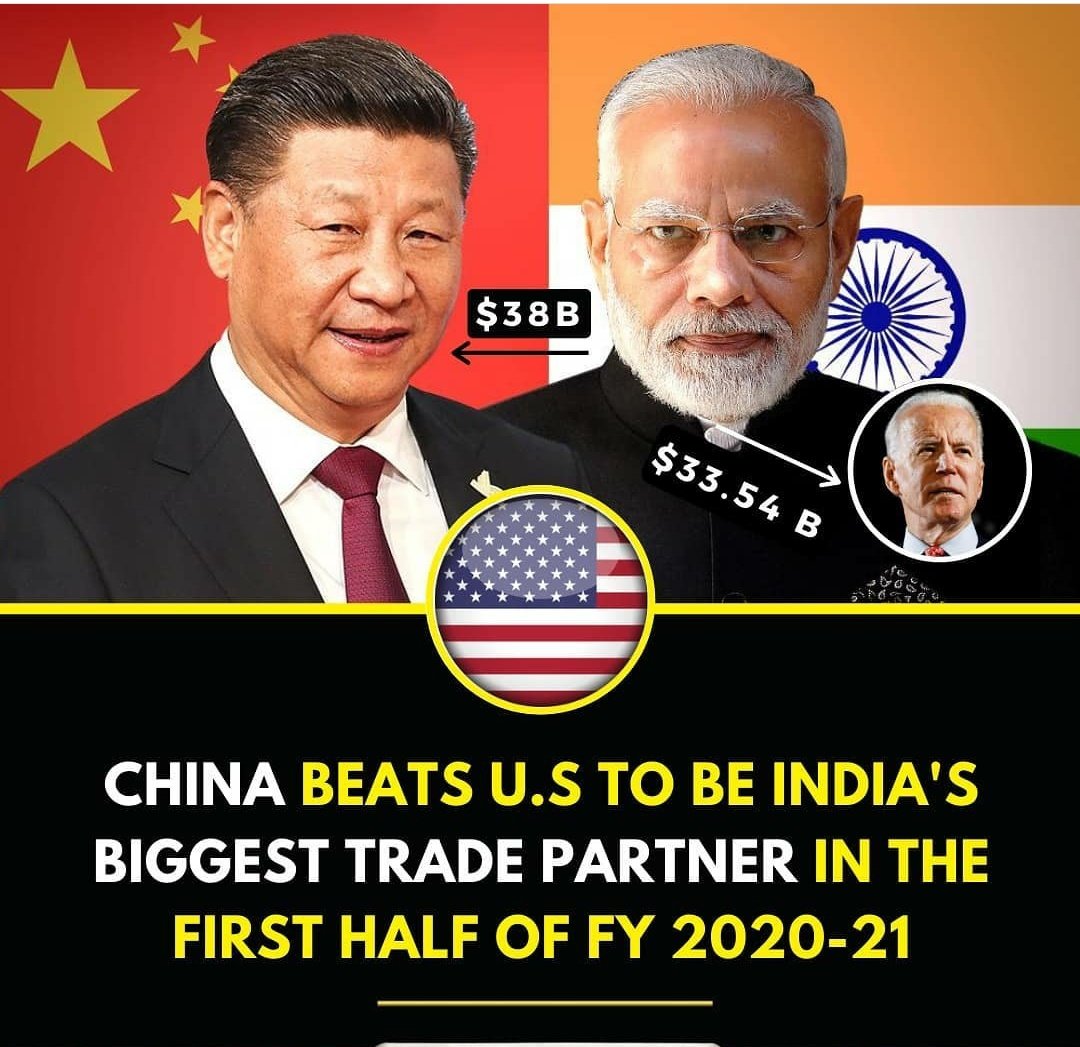 $38B
$33.54 B
CHINA BEATS U.S TO BE INDIA'S
BIGGEST TRADE PARTNER IN THE
FIRST HALF OF FY 2020-21